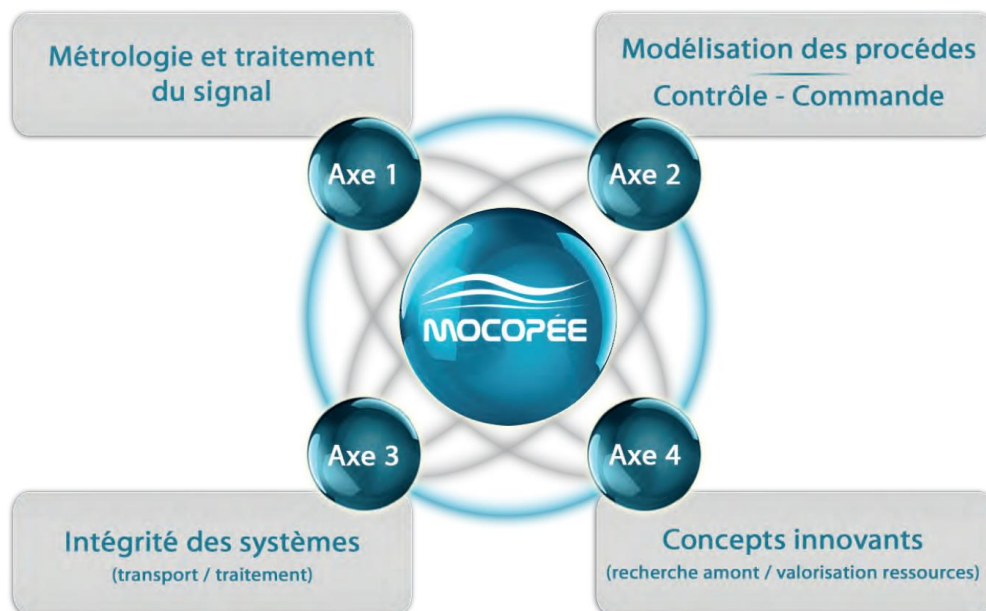 Métrologie et traitement
du signal
Modélisation des procédes
Contrôle - Commande
Axe 1
Axe 2
MOCOPÉE
Axe 3
Axe 4
Intégrité des systèmes
(transport / traitement)
Concepts innovants
(recherche amont / valorisation ressources)